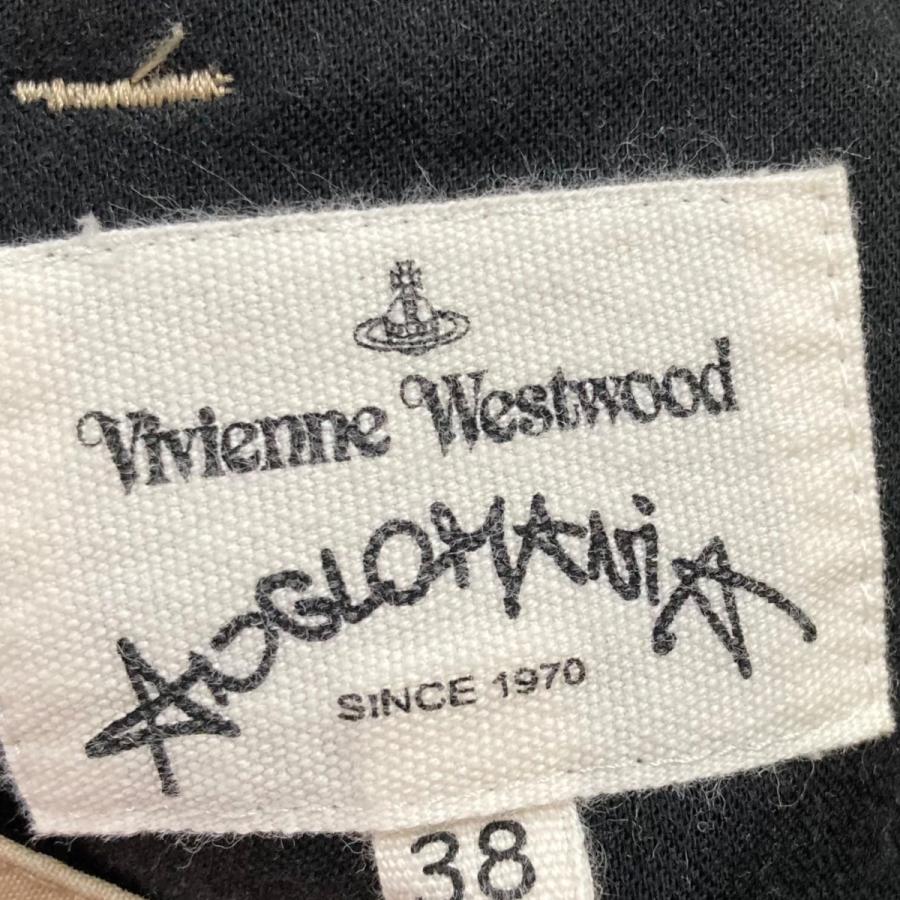 Vivienne Westwood
ANGLOMANiA
SINCE 1970
38